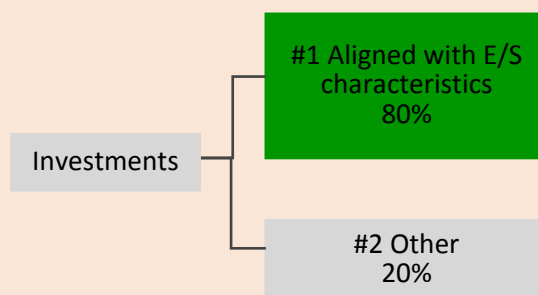 #1 Aligned with E/S
characteristics
80%
Investments
#2 Other
20%